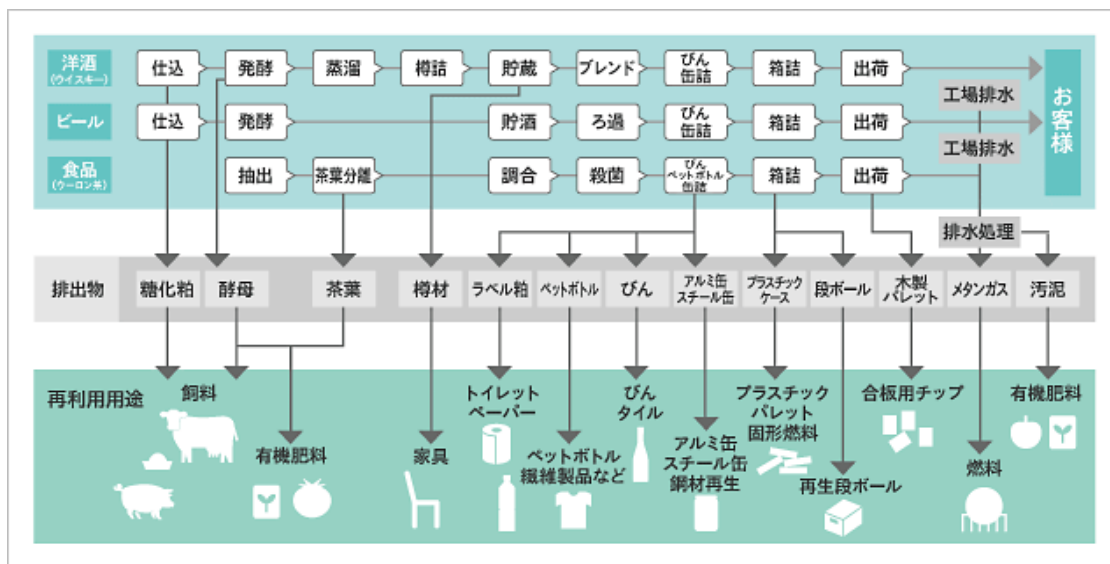 洋酒
(ウイスキー)
仕込
発酵
蒸溜
樽詰
貯蔵
ブレンド
びん
缶詰
箱詰
出荷
工場排水
お客様
ビール
仕込
発酵
貯酒
ろ過
びん
缶詰
箱詰
出荷
工場排水
食品
(ウーロン茶)
抽出
茶葉分離
調合
殺菌
びん
ペットボトル
缶詰
箱詰
出荷
排水処理
排出物
糖化粕
酵母
茶葉
樽材
ラベル粕
ペットボトル
びん
アルミ缶
スチール缶
プラスチック
ケース
段ボール
木製
パレット
メタンガス
汚泥
再利用用途
飼料
有機肥料
家具
トイレット
ペーパー
ペットボトル
繊維製品など
びん
タイル
アルミ缶
スチール缶
鋼材再生
プラスチック
パレット
固形燃料
再生段ボール
合板用チップ
燃料
有機肥料